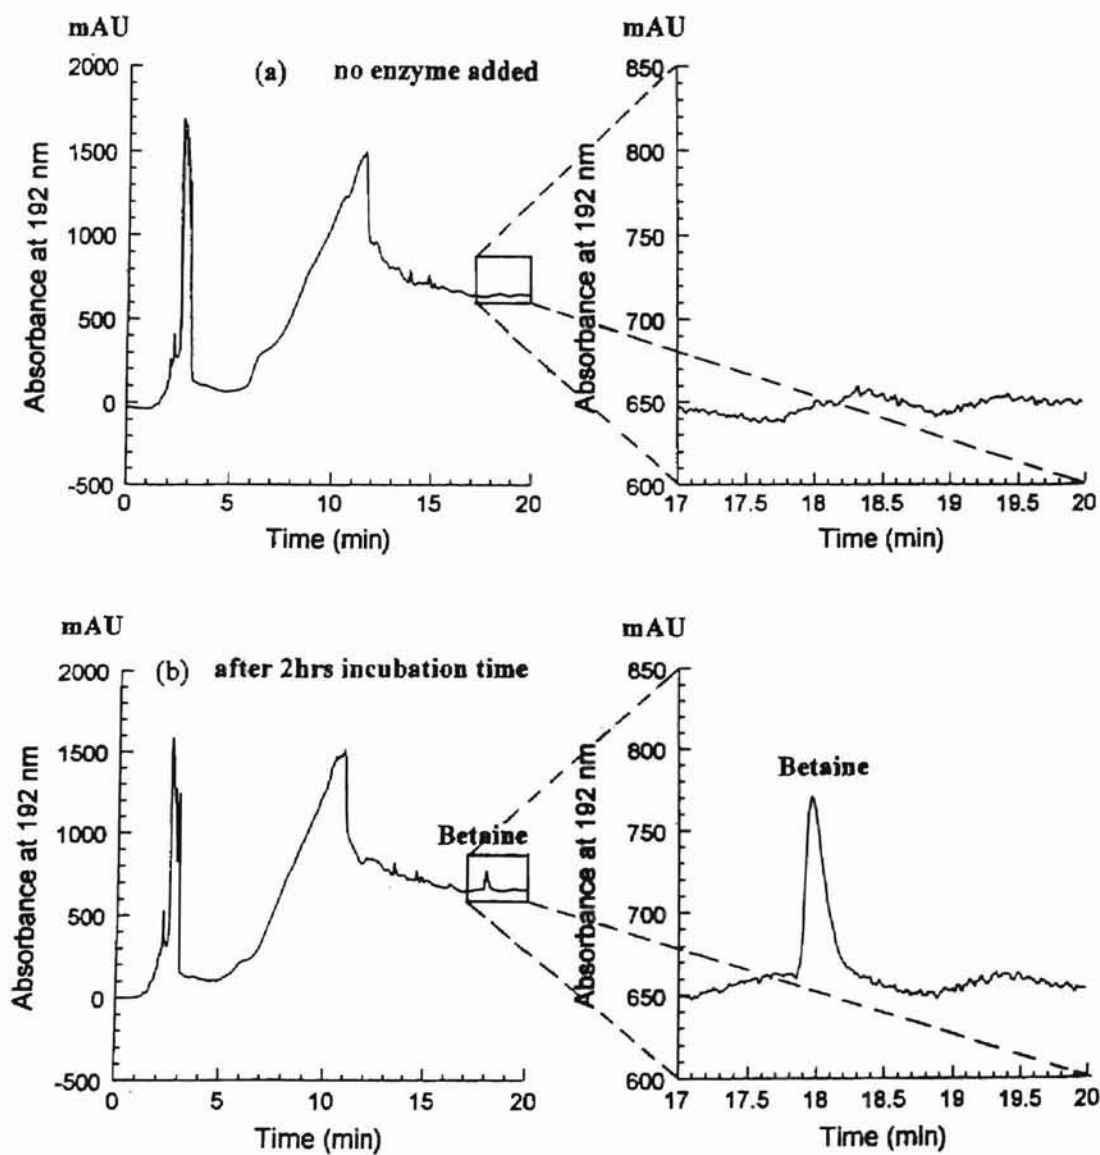 mAU
(a) no enzyme added
2000
1500
1000
500
0
-500
Absorbance at 192 nm
0 5 10 15 20
Time (min)
mAU
850
800
750
700
650
600
Absorbance at 192 nm
17 17.5 18 18.5 19 19.5 20
Time (min)
mAU
(b) after 2hrs incubation time
2000
1500
1000
500
0
-500
Absorbance at 192 nm
Betaine
0 5 10 15 20
Time (min)
mAU
850
800
750
700
650
600
Absorbance at 192 nm
Betaine
17 17.5 18 18.5 19 19.5 20
Time (min)